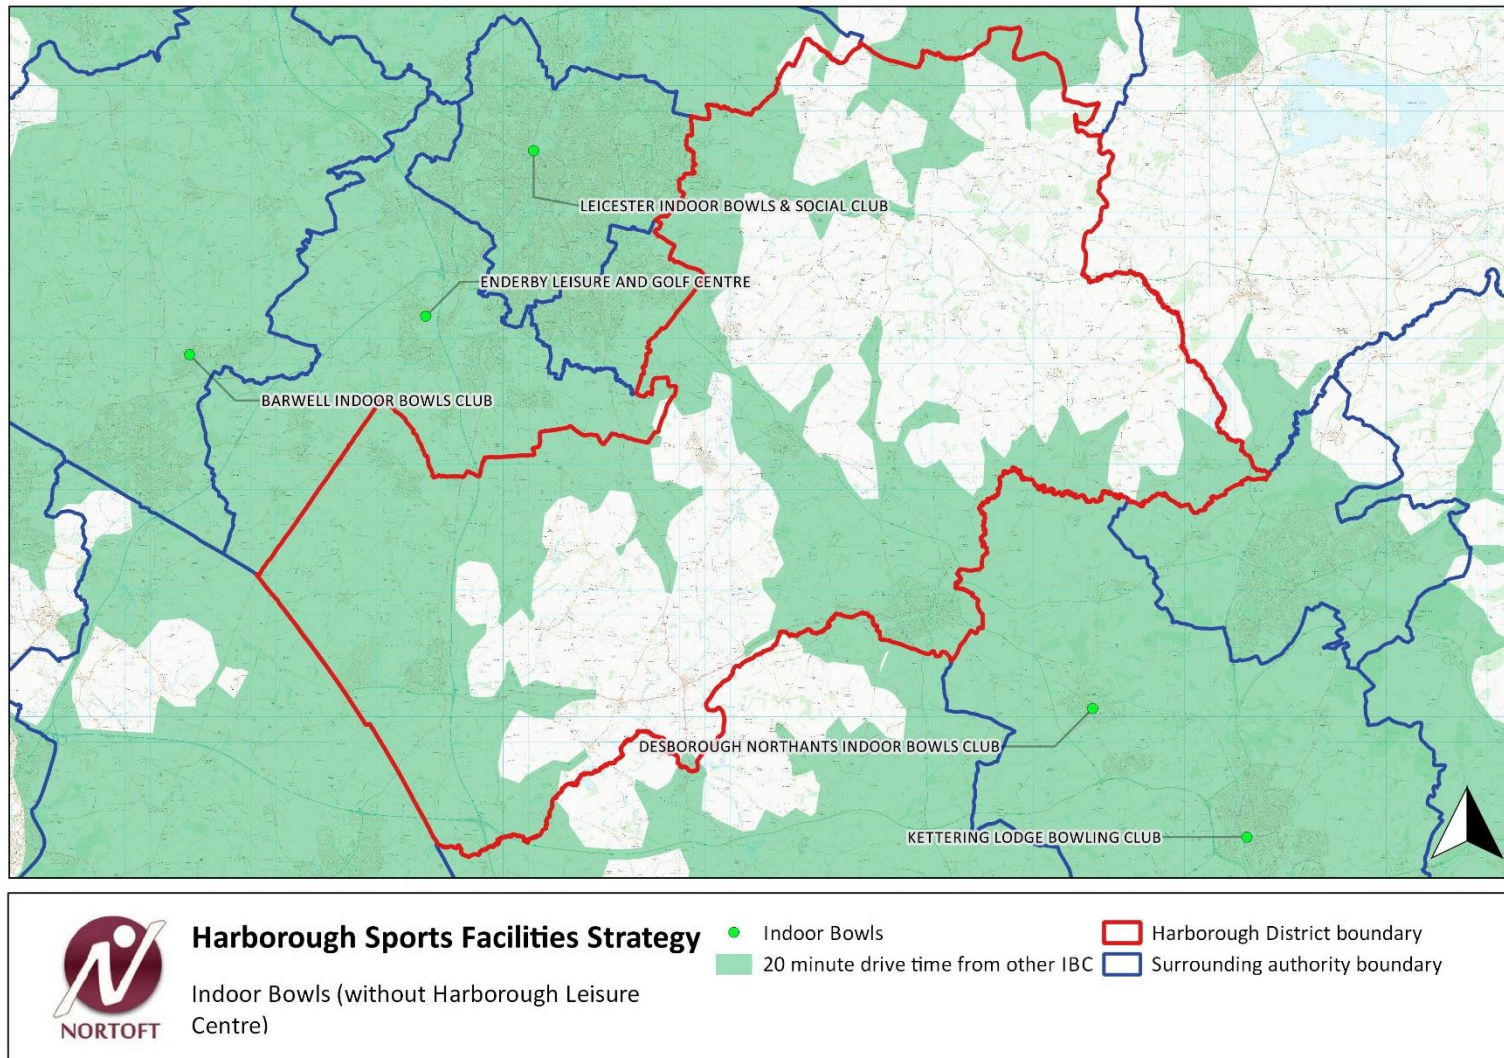 LEICESTER INDOOR BOWLS & SOCIAL CLUB
ENDERBY LEISURE AND GOLF CENTRE
BARWELL INDOOR BOWLS CLUB
DESBOROUGH NORTHANTS INDOOR BOWLS CLUB
KETTERING LODGE BOWLING CLUB
NORTOFT
Harborough Sports Facilities Strategy
Indoor Bowls (without Harborough Leisure
Centre)
Indoor Bowls
20 minute drive time from other IBC
Harborough District boundary
Surrounding authority boundary